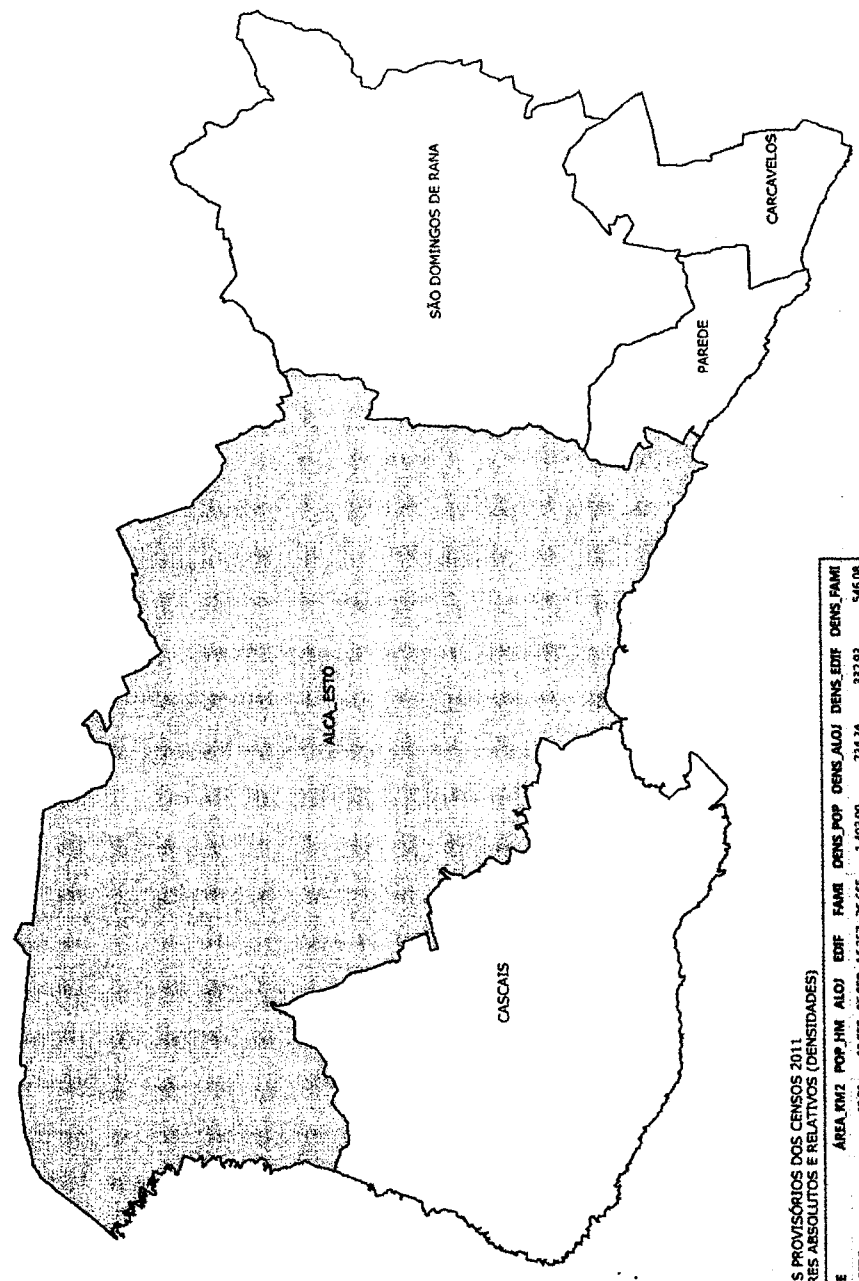 SÃO DOMINGOS DE RANA
CARCAVELOS
PAREDE
ALCA_ESTO
CASCAIS
S PROVISÓRIOS DOS CENSOS 2011
RES ABSOLUTOS E RELATIVOS (DENSIDADES)
E ÁREA_KM2 POP_HM ALOJ EDIF FAMI DENS_POP DENS_ALOJ DENS_EDIF DENS_FAMI